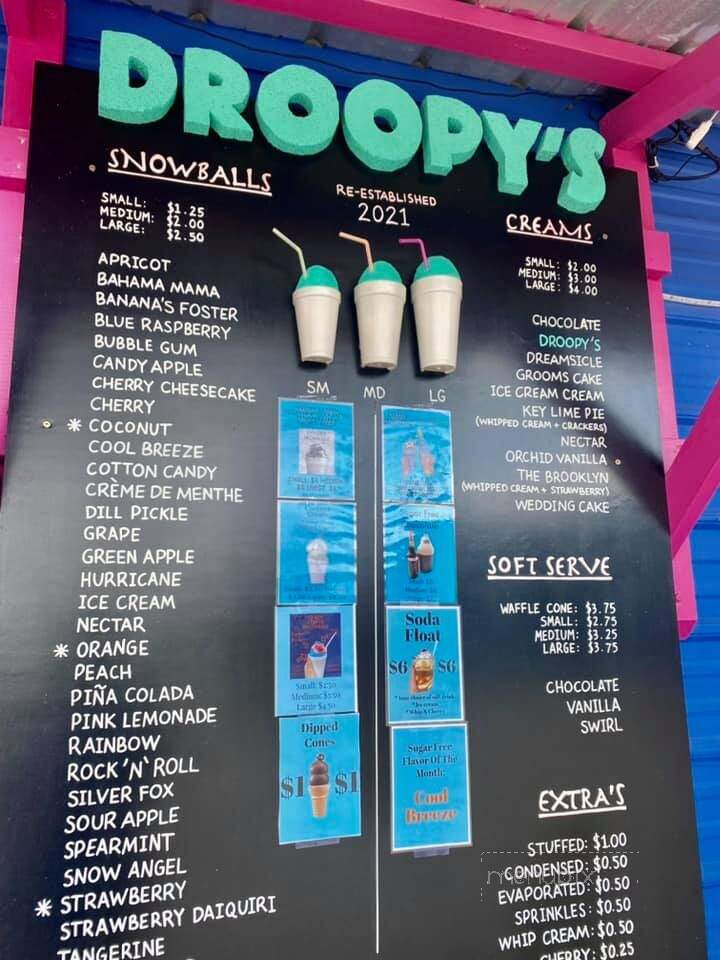 DROOPY'S
SNOWBALLS
SMALL: $1.25
MEDIUM: $2.00
LARGE: $2.50
APRICOT
BAHAMA MAMA
BANANA'S FOSTER
BLUE RASPBERRY
BUBBLE GUM
CANDY APPLE
CHERRY CHEESECAKE
CHERRY
* COCONUT
COOL BREEZE
COTTON CANDY
CRÈME DE MENTHE
DILL PICKLE
GRAPE
GREEN APPLE
HURRICANE
ICE CREAM
NECTAR
* ORANGE
PEACH
PIÑA COLADA
PINK LEMONADE
RAINBOW
ROCK 'N' ROLL
SILVER FOX
SOUR APPLE
SPEARMINT
SNOW ANGEL
* STRAWBERRY
STRAWBERRY DAIQUIRI
TANGERINE
RE-ESTABLISHED
2021
SM MD LG
Small: $2.50
Large $4.50
Dipped
Cones
$1 $1
Soda
Float
$6 $6
Sugar Free
Flavor Of The
Month:
Cool
Breeze
CREAMS
SMALL: $2.00
MEDIUM: $3.00
LARGE: $4.00
CHOCOLATE
DROOPY'S
DREAMSICLE
GROOMS CAKE
ICE CREAM CREAM
KEY LIME PIE
(WHIPPED CREAM + CRACKERS)
NECTAR
ORCHID VANILLA
THE BROOKLYN
(WHIPPED CREAM + STRAWBERRY)
WEDDING CAKE
SOFT SERVE
WAFFLE CONE: $3.75
SMALL: $2.75
MEDIUM: $3.25
LARGE: $3.75
CHOCOLATE
VANILLA
SWIRL
EXTRA'S
STUFFED: $1.00
CONDENSED: $0.50
EVAPORATED: $0.50
SPRINKLES: $0.50
WHIP CREAM: $0.50
CHERRY: $0.25
menupix